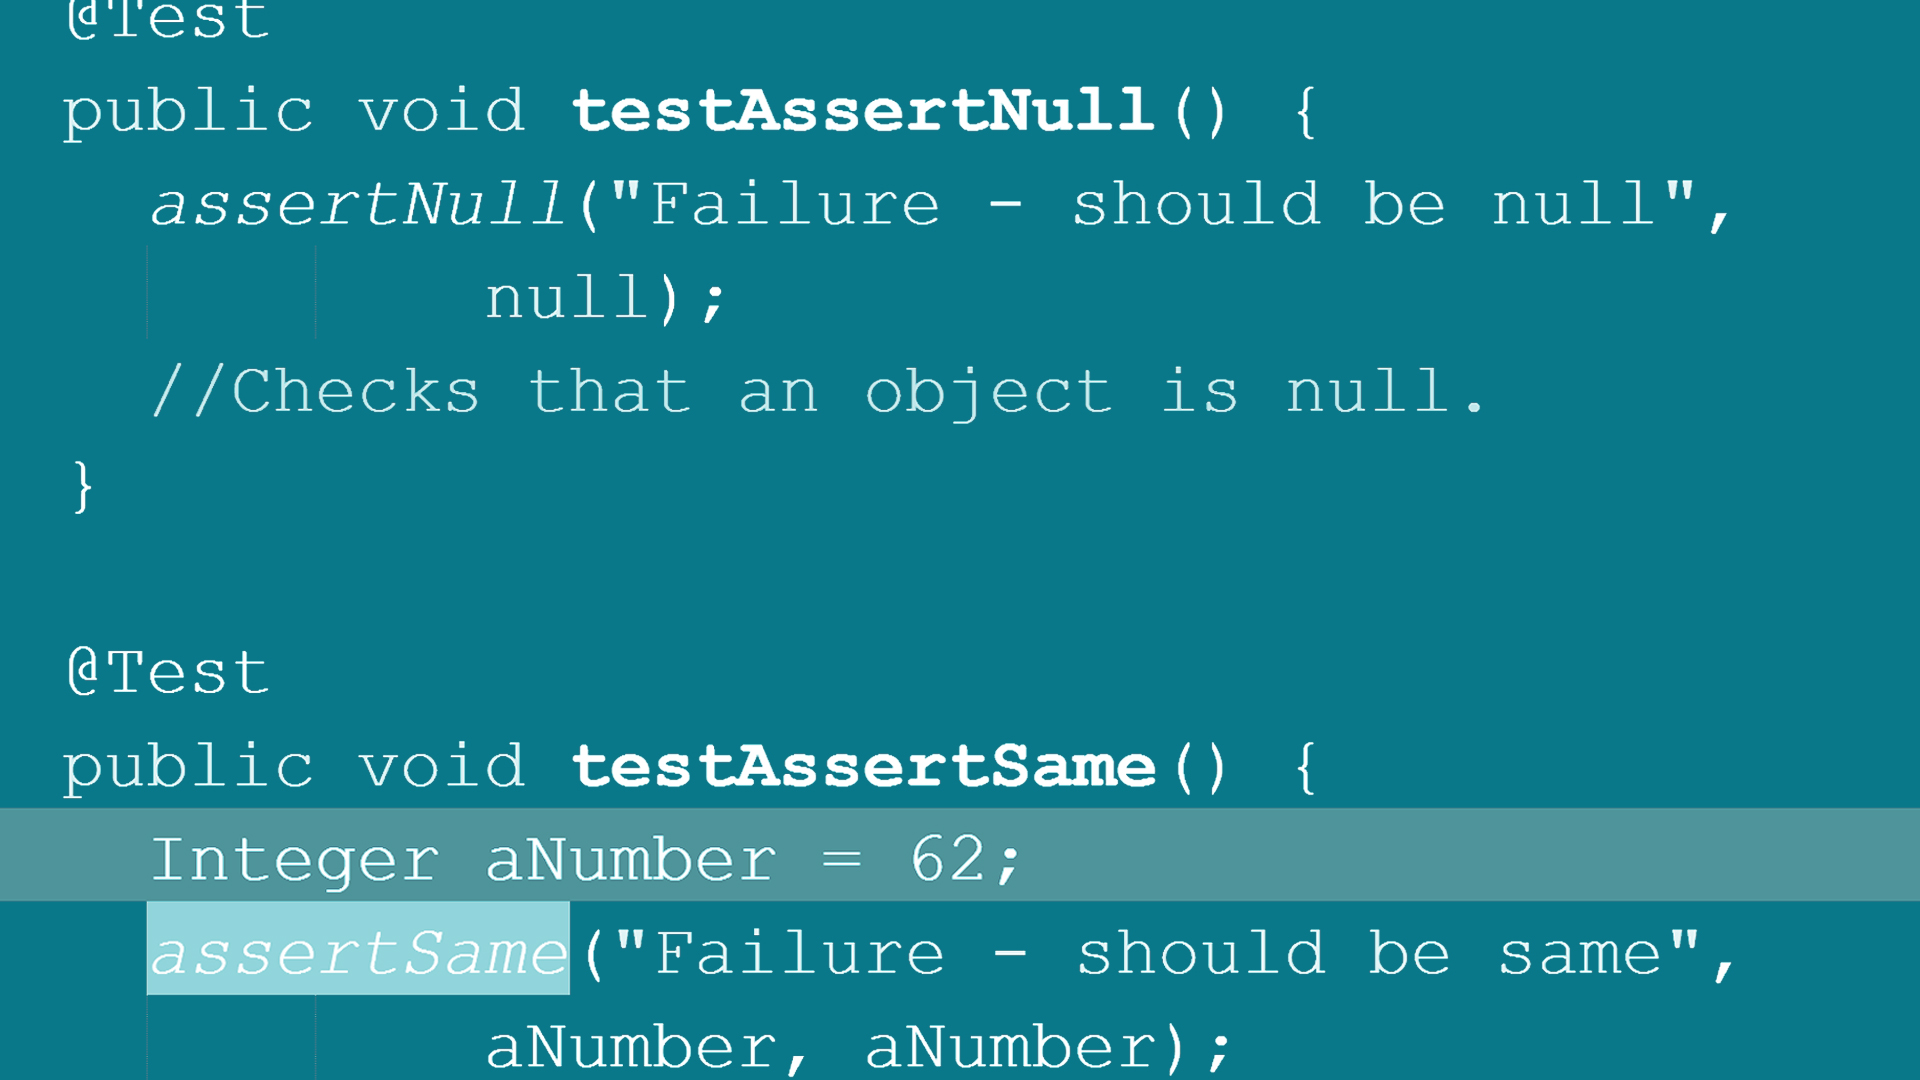 @Test
public void testAssertNull() {
assertNull("Failure - should be null",
null);
//Checks that an object is null.
}
@Test
public void testAssertSame() {
Integer aNumber = 62;
assertSame("Failure - should be same",
aNumber, aNumber);